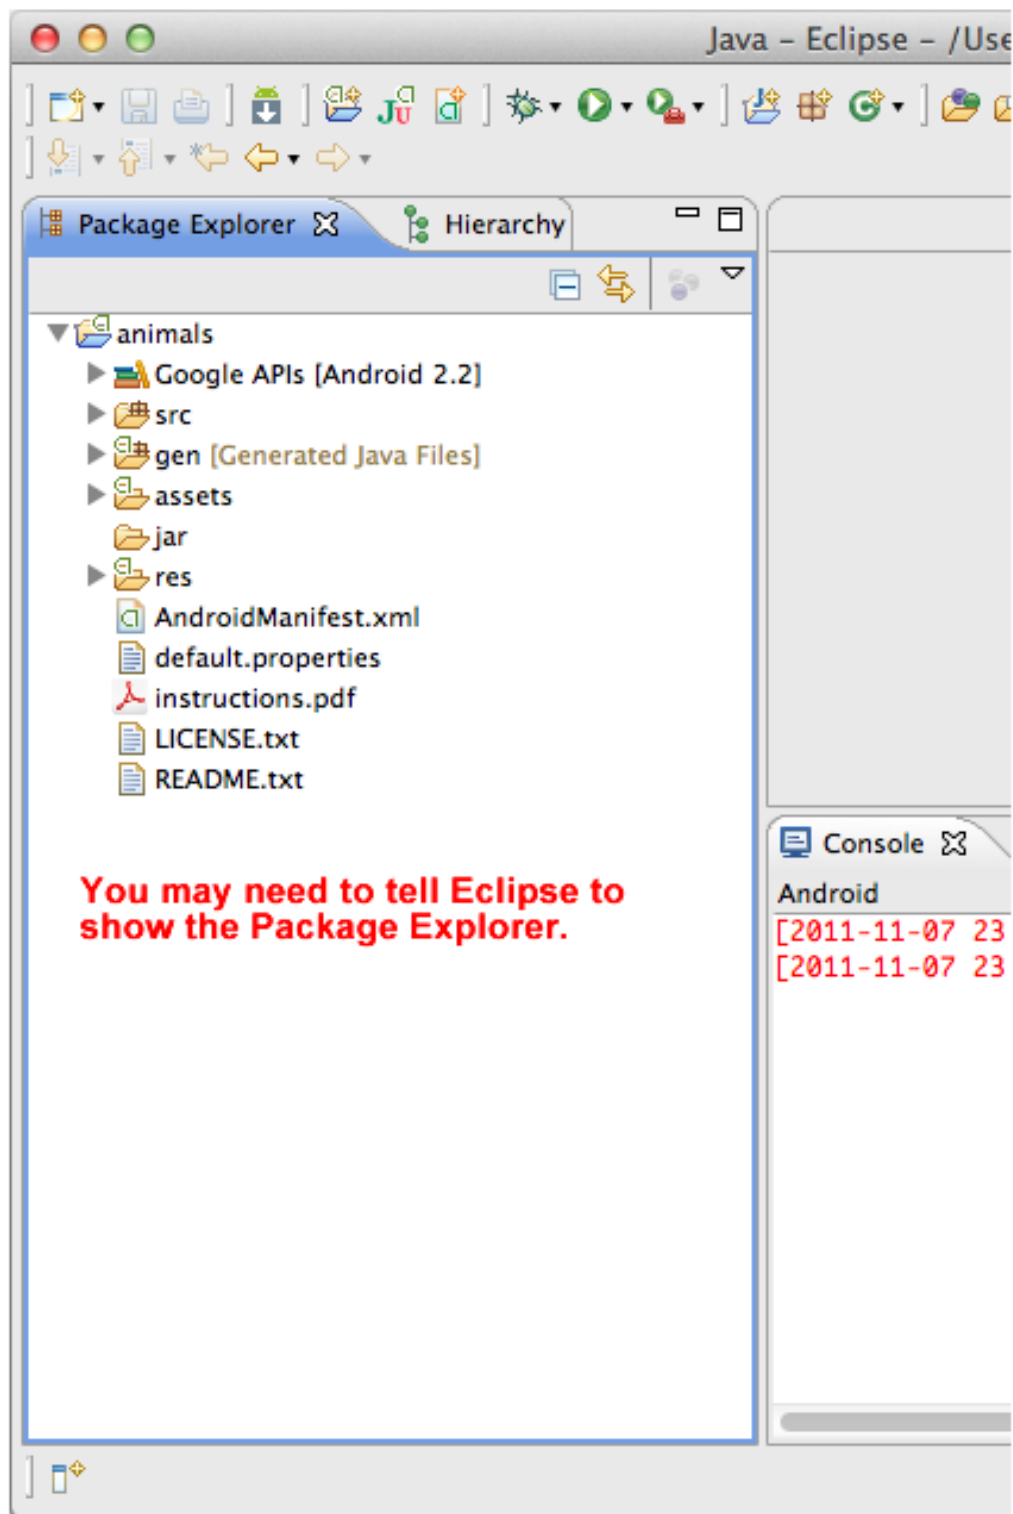 Java – Eclipse – /Use
Package Explorer
Hierarchy
animals
Google APIs [Android 2.2]
src
gen [Generated Java Files]
assets
jar
res
AndroidManifest.xml
default.properties
instructions.pdf
LICENSE.txt
README.txt
You may need to tell Eclipse to
show the Package Explorer.
Console
Android
[2011-11-07 23
[2011-11-07 23